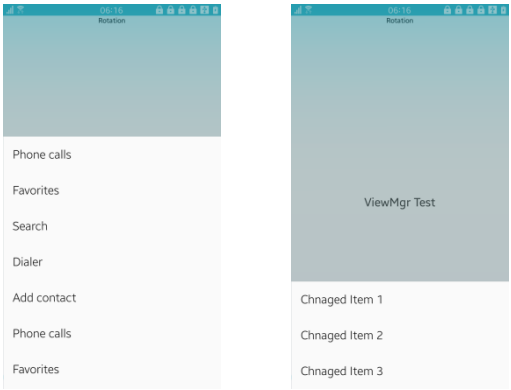 06:16
Rotation
Phone calls
Favorites
Search
Dialer
Add contact
Phone calls
Favorites
06:16
Rotation
ViewMgr Test
Chnaged Item 1
Chnaged Item 2
Chnaged Item 3